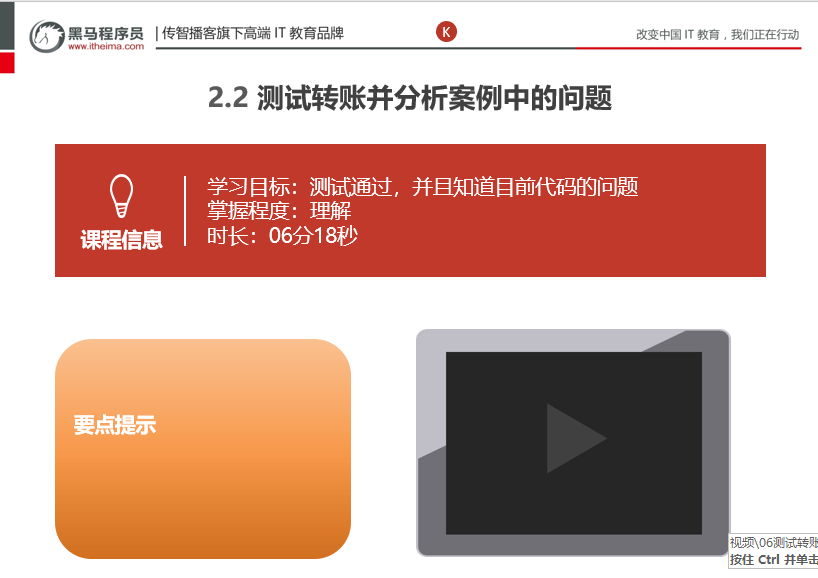 黑马程序员
www.itheima.com
传智播客旗下高端 IT 教育品牌
K
改变中国 IT 教育，我们正在行动
2.2 测试转账并分析案例中的问题
课程信息
学习目标：测试通过，并且知道目前代码的问题
掌握程度：理解
时长：06分18秒
要点提示
视频\06测试转账
按住 Ctrl 并单击